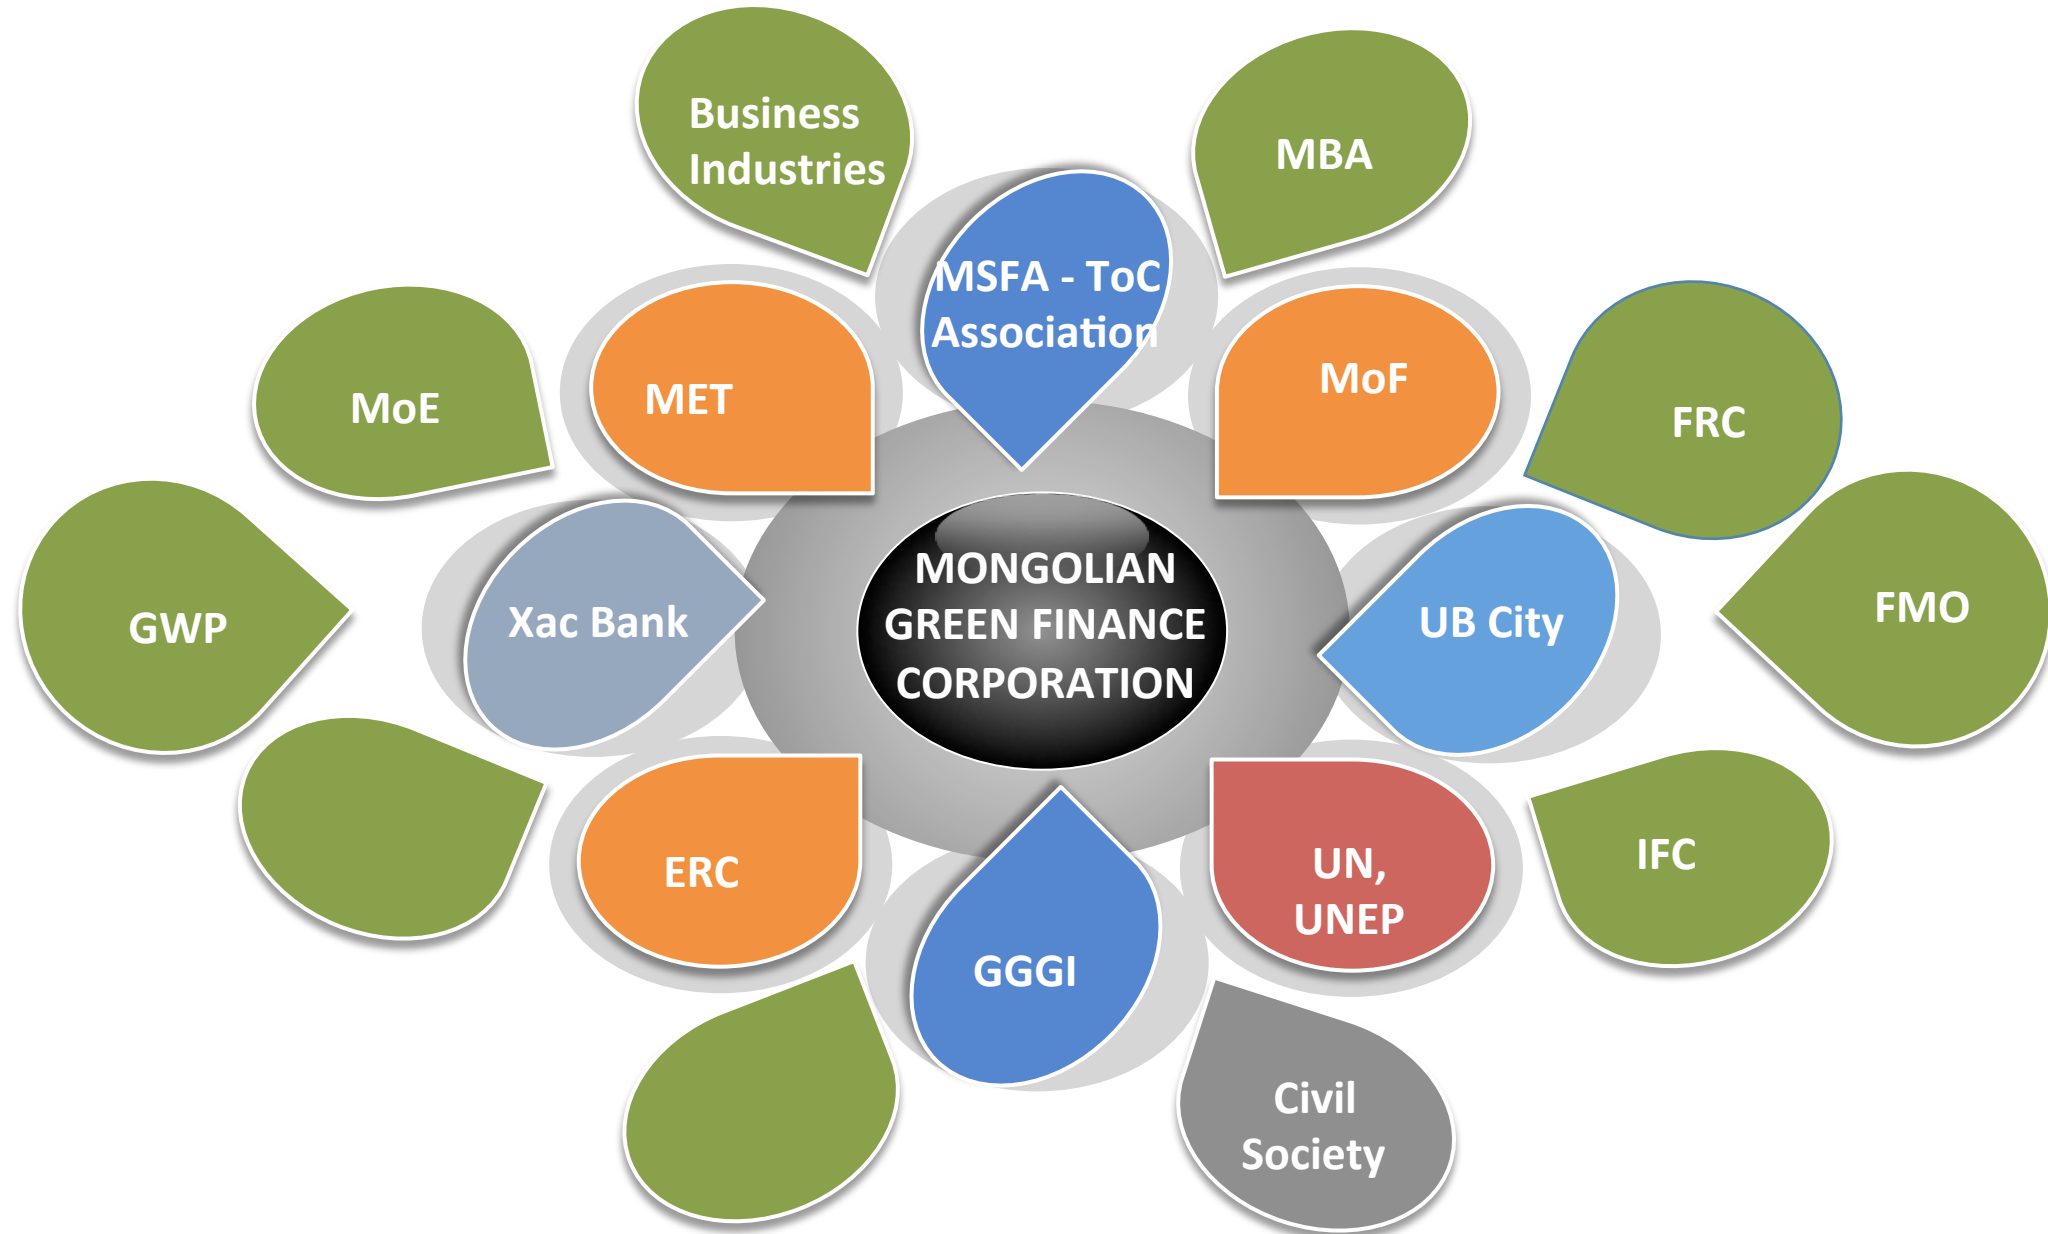 Business
Industries
MBA
MSFA - ToC
Association
MoE
MET
MoF
FRC
GWP
Xac Bank
MONGOLIAN
GREEN FINANCE
CORPORATION
UB City
FMO
ERC
UN,
UNEP
IFC
GGGI
Civil
Society